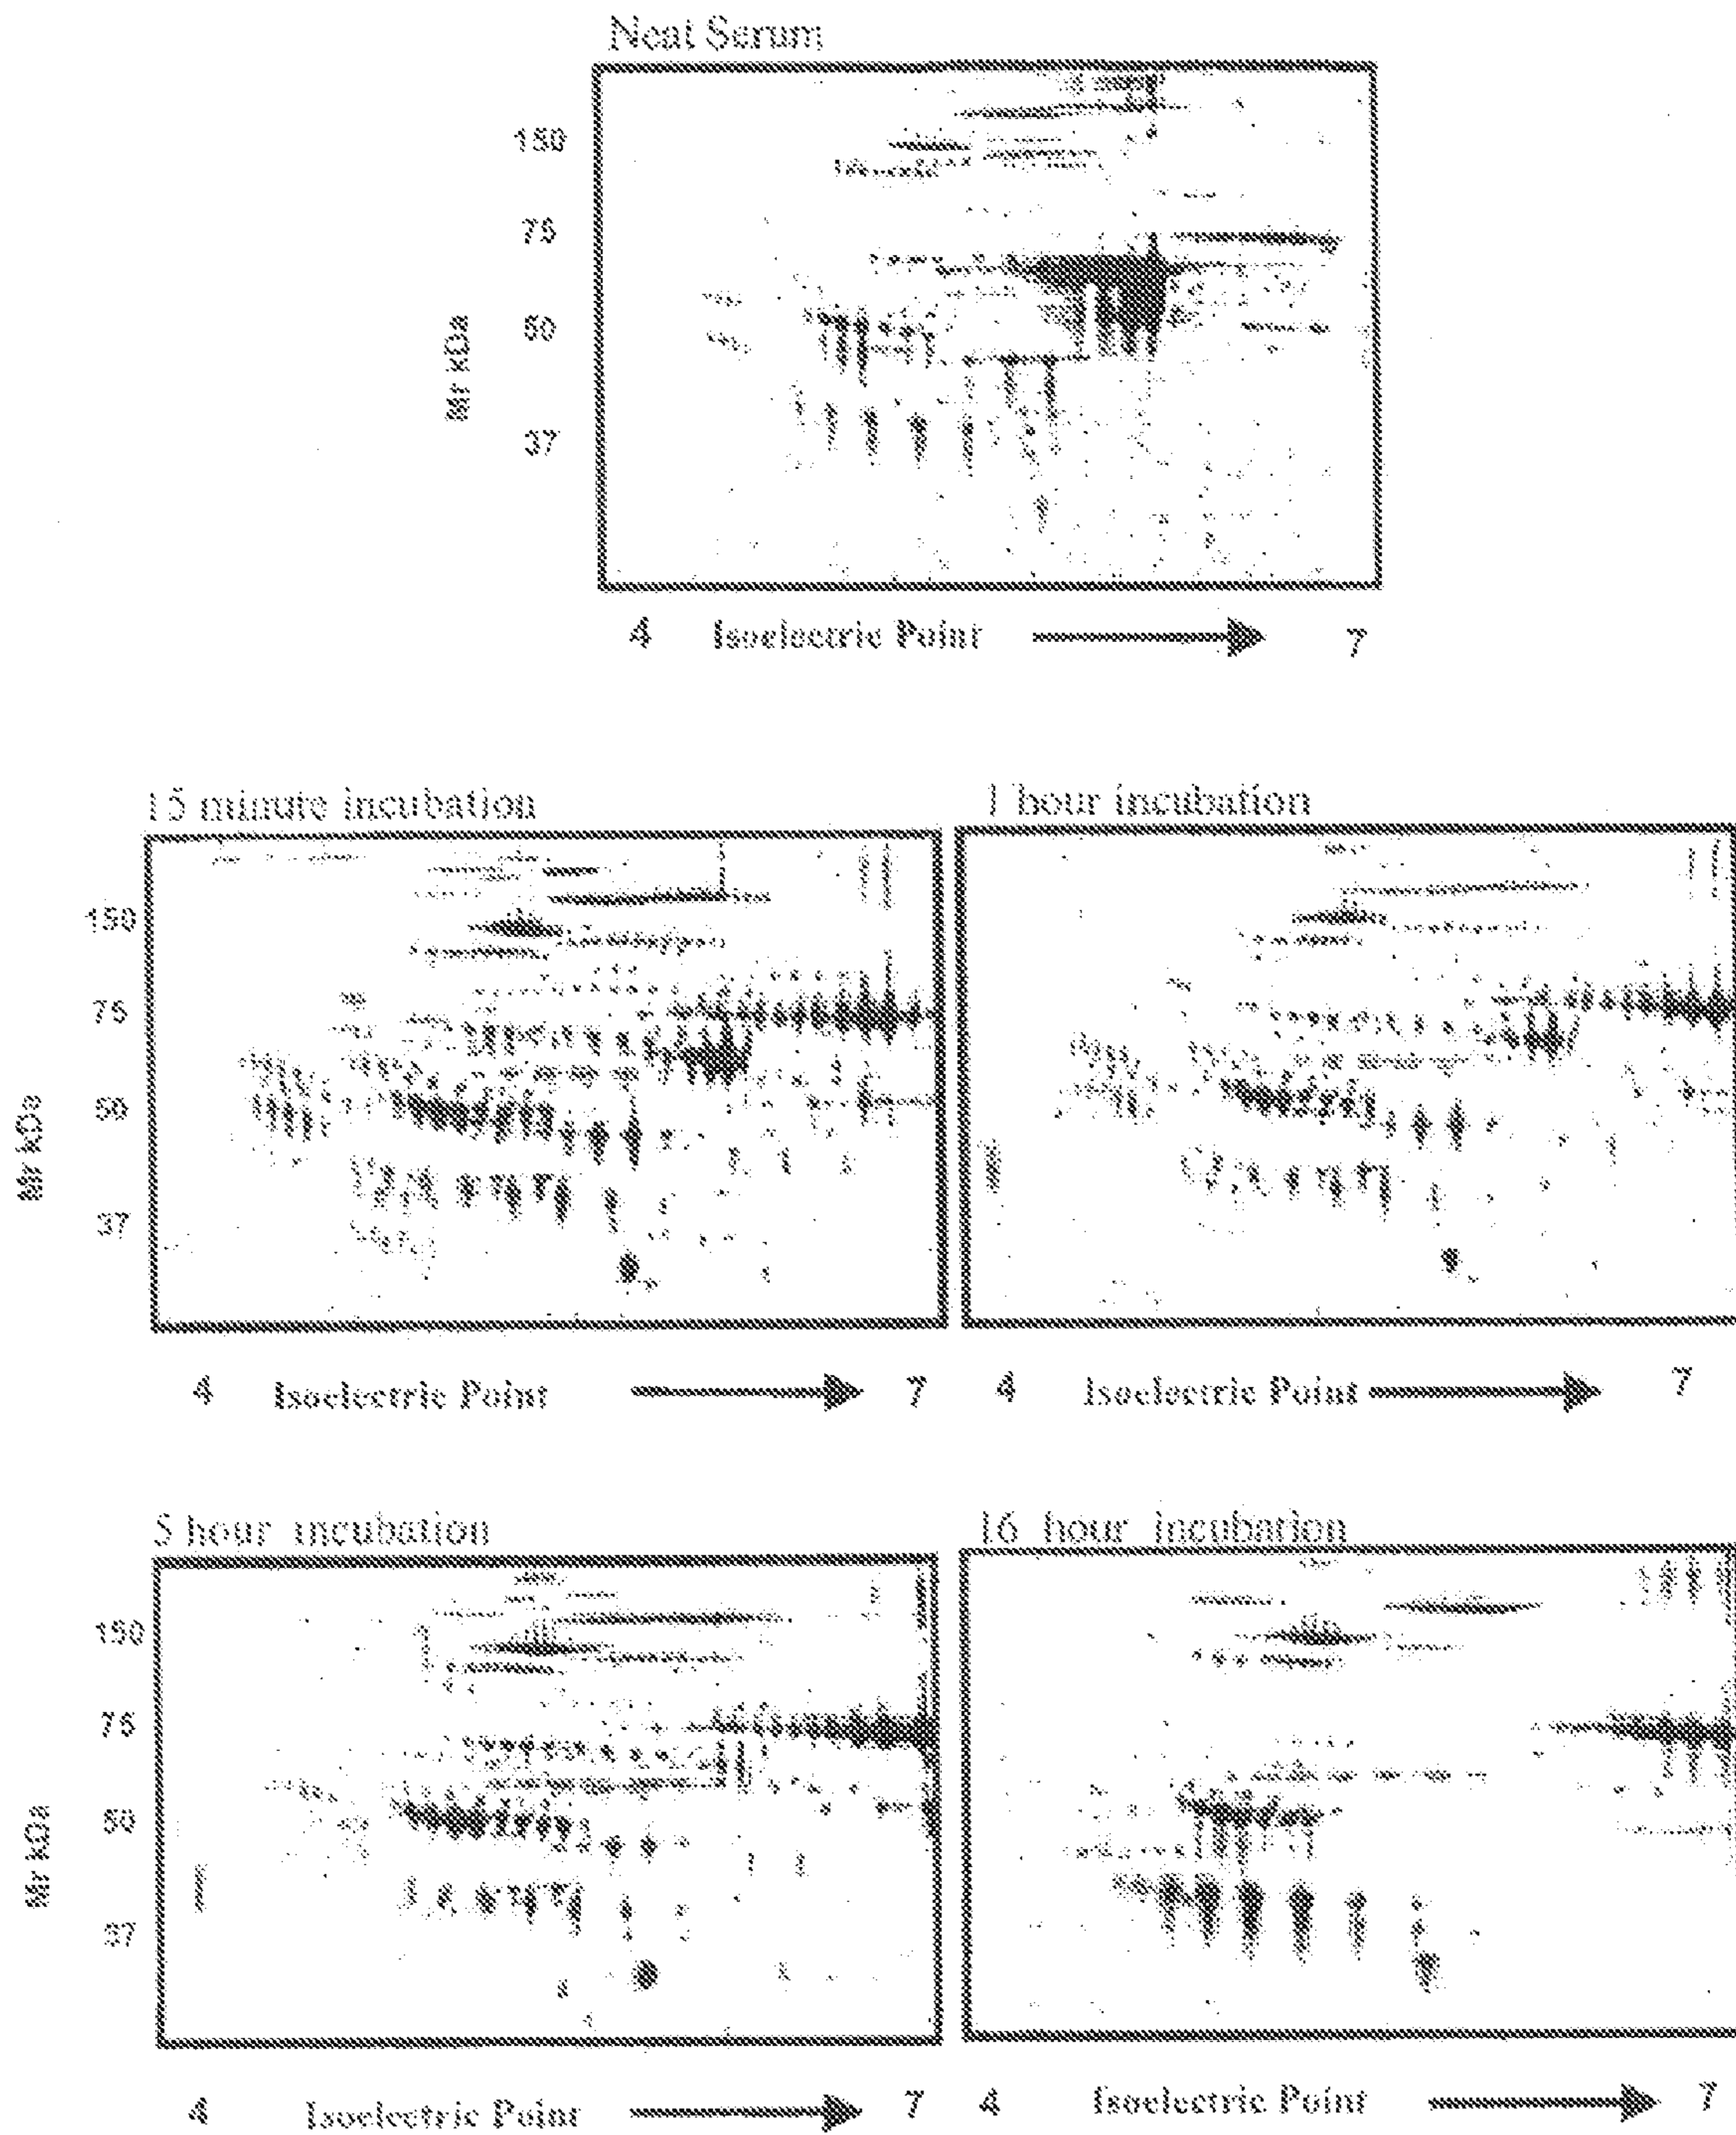 Neat Serum
150
75
50
37
Mr kDa
4 Isoelectric Point 7
15 minute incubation
1 hour incubation
150
75
50
37
Mr kDa
4 Isoelectric Point 7
4 Isoelectric Point 7
5 hour incubation
16 hour incubation
150
75
50
37
Mr kDa
4 Isoelectric Point 7
4 Isoelectric Point 7